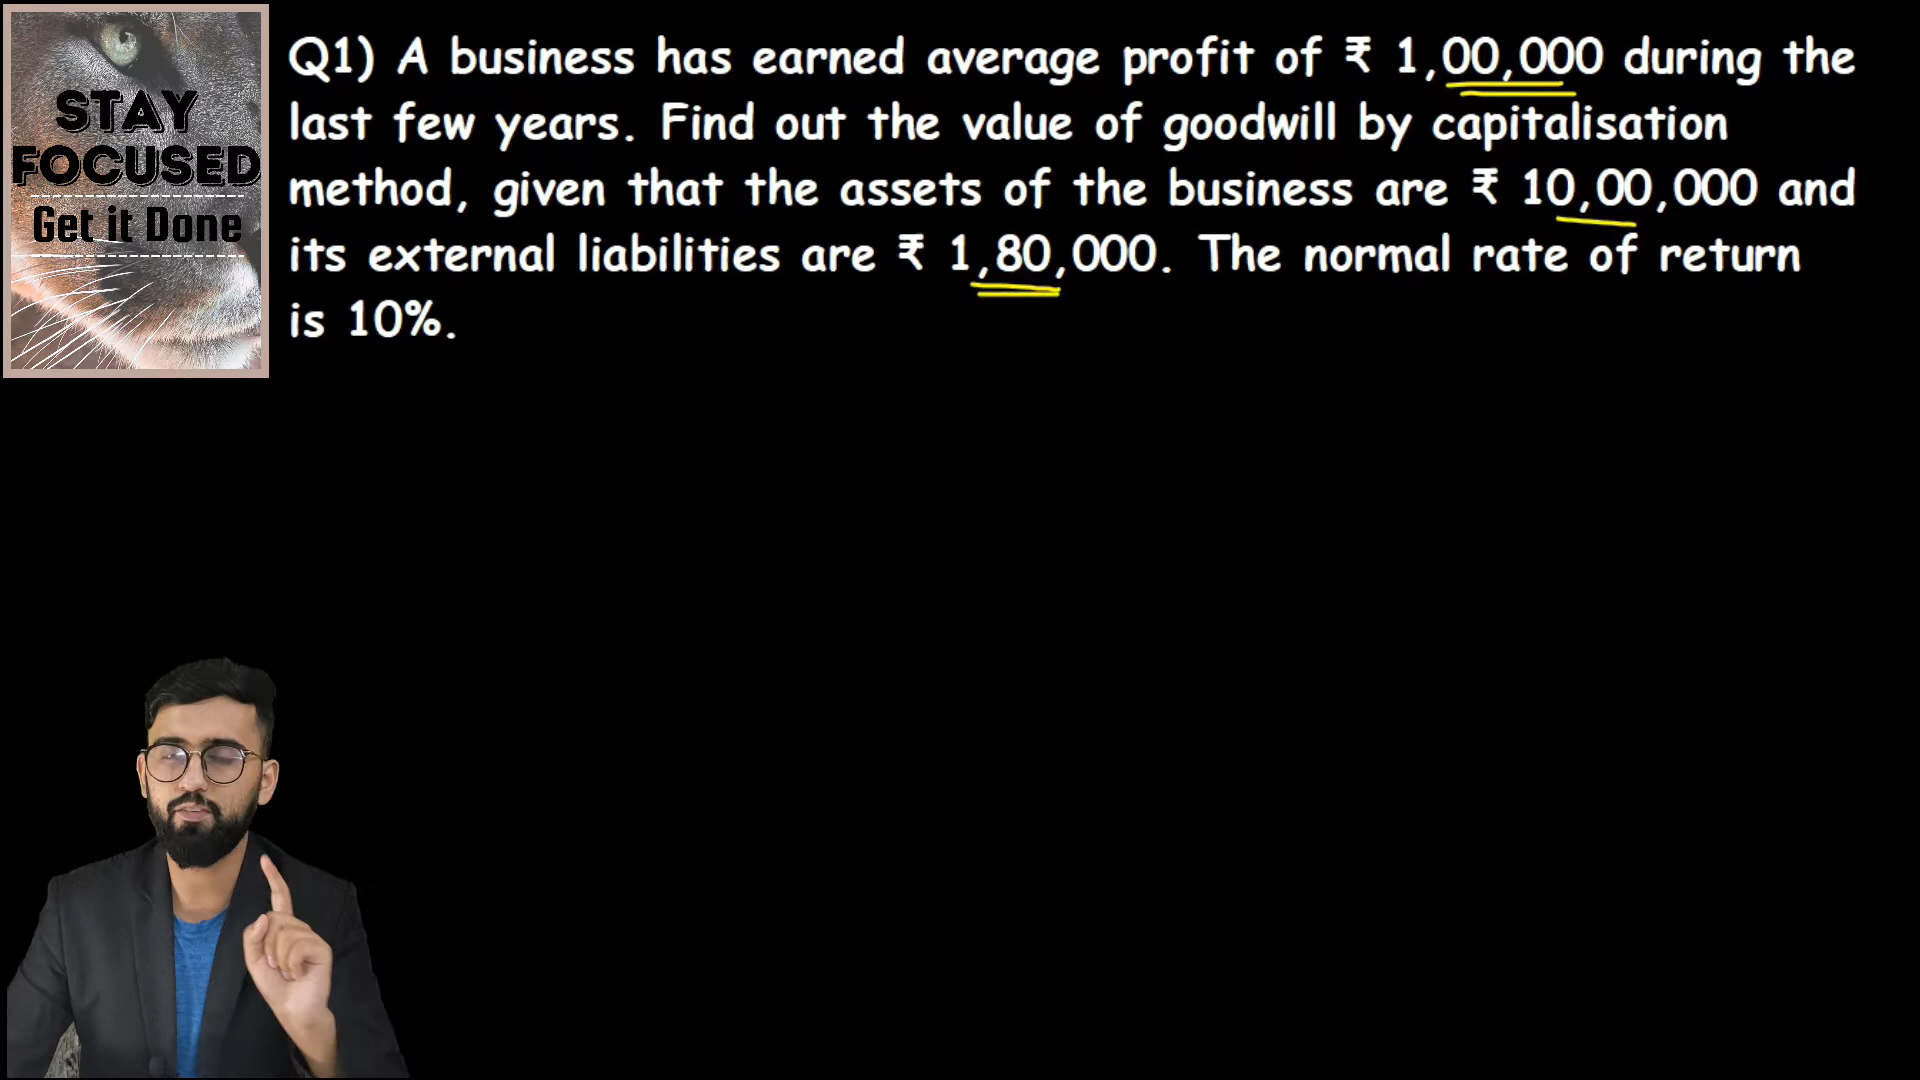 STAY
FOCUSED
Get it Done
Q1) A business has earned average profit of ₹ 1,00,000 during the
last few years. Find out the value of goodwill by capitalisation
method, given that the assets of the business are ₹ 10,00,000 and
its external liabilities are ₹ 1,80,000. The normal rate of return
is 10%.